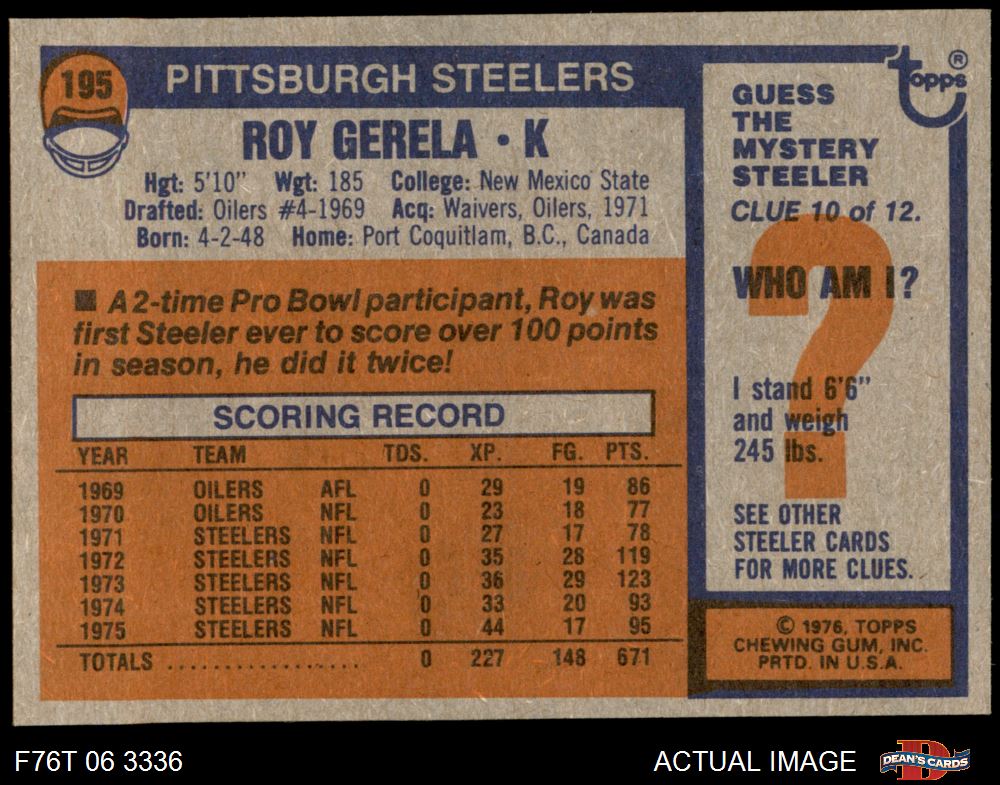 195
PITTSBURGH STEELERS
ROY GERELA • K
Hgt: 5'10" Wgt: 185 College: New Mexico State
Drafted: Oilers #4-1969 Acq: Waivers, Oilers, 1971
Born: 4-2-48 Home: Port Coquitlam, B.C., Canada
■ A 2-time Pro Bowl participant, Roy was
first Steeler ever to score over 100 points
in season, he did it twice!
SCORING RECORD
YEAR TEAM TDS. XP. FG. PTS.
1969 OILERS AFL 0 29 19 86
1970 OILERS NFL 0 23 18 77
1971 STEELERS NFL 0 27 17 78
1972 STEELERS NFL 0 35 28 119
1973 STEELERS NFL 0 36 29 123
1974 STEELERS NFL 0 33 20 93
1975 STEELERS NFL 0 44 17 95
TOTALS .................. 0 227 148 671
topps ®
GUESS
THE
MYSTERY
STEELER
CLUE 10 of 12.
WHO AM I?
?
I stand 6'6"
and weigh
245 lbs.
SEE OTHER
STEELER CARDS
FOR MORE CLUES.
© 1976, TOPPS
CHEWING GUM, INC.
PRTD. IN U.S.A.
F76T 06 3336
ACTUAL IMAGE
D
DEAN'S CARDS